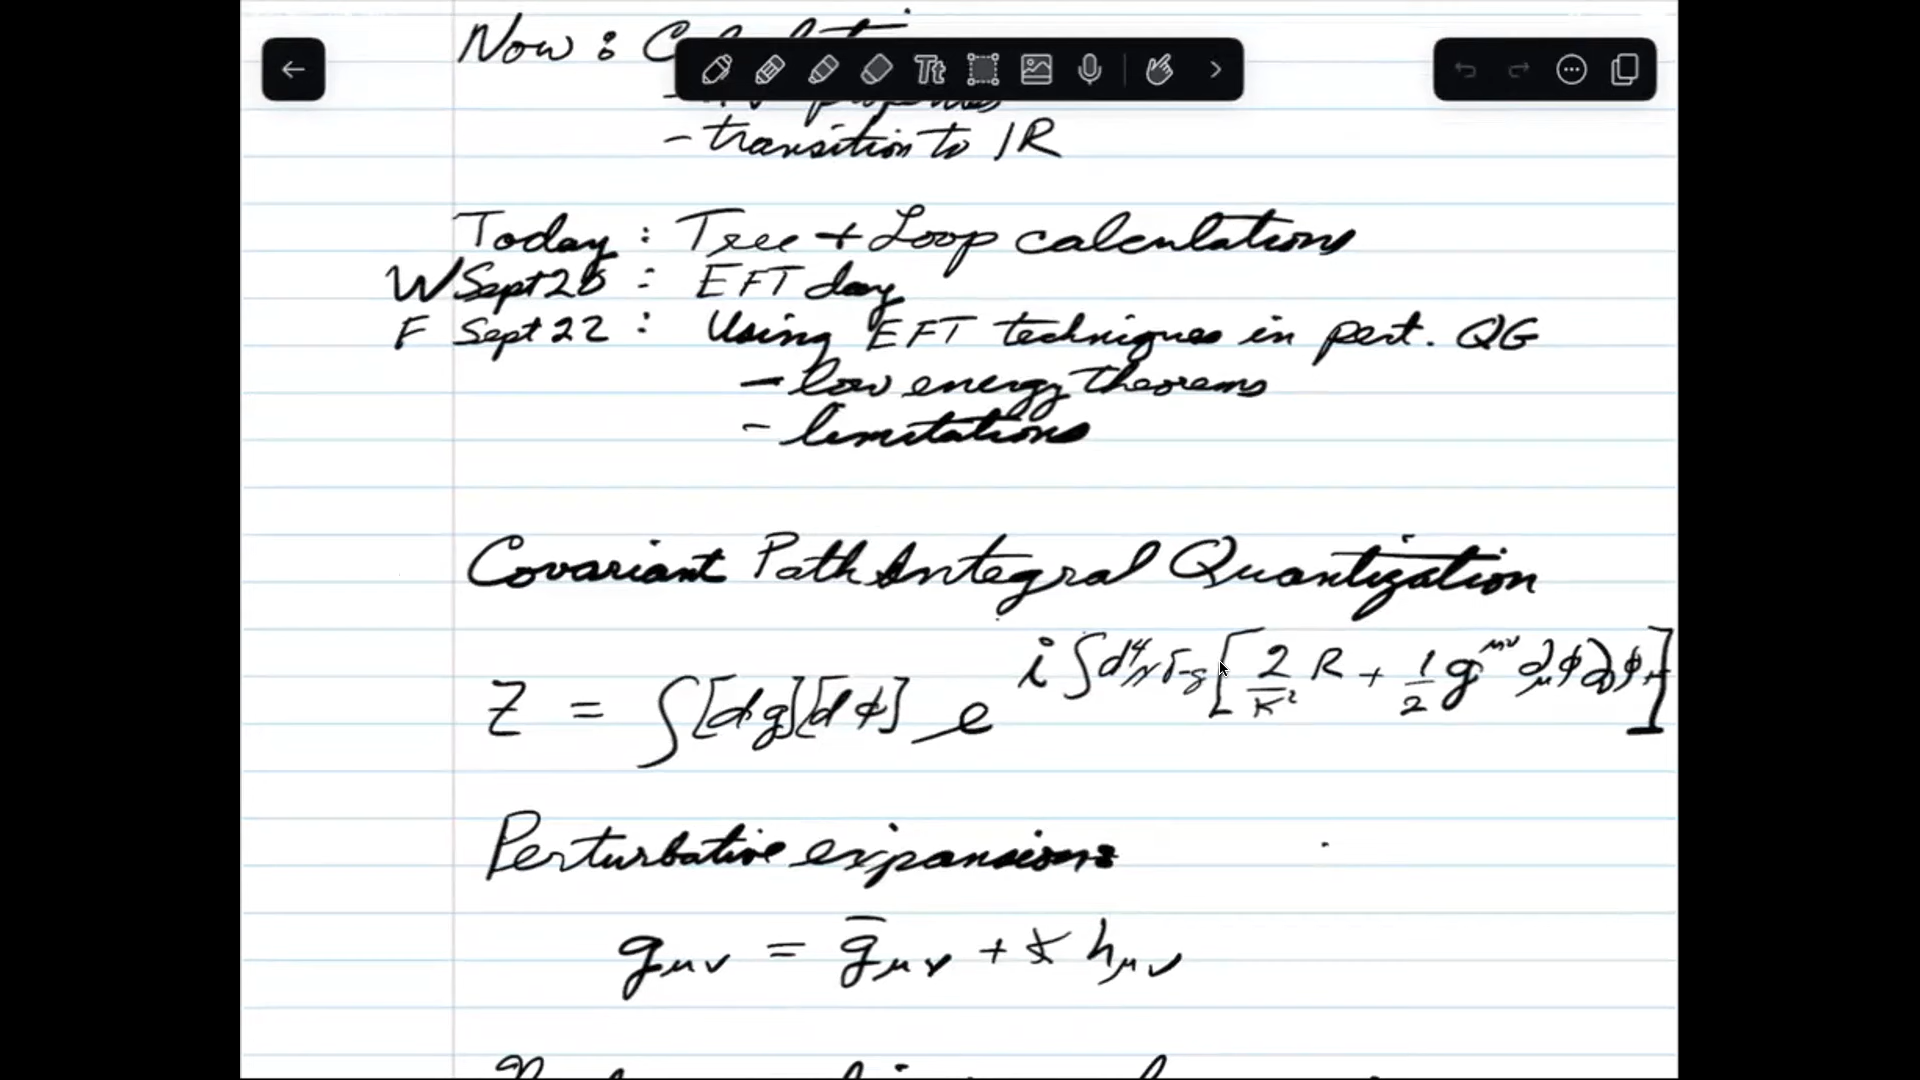 Now :
- transition to IR
Today : Tree + Loop calculations
W Sept 20 : EFT day
F Sept 22 : Using EFT techniques in pert. QG
- low energy theorems
- limitations
Covariant Path Integral Quantization
Z = ∫[dg][dφ] e^{i∫d⁴x√-g [2/κ² R + 1/2 g^{μν} ∂_μφ∂_νφ + ]}
Perturbative expansion:
g_{μν} = \bar{g}_{μν} + κ h_{μν}